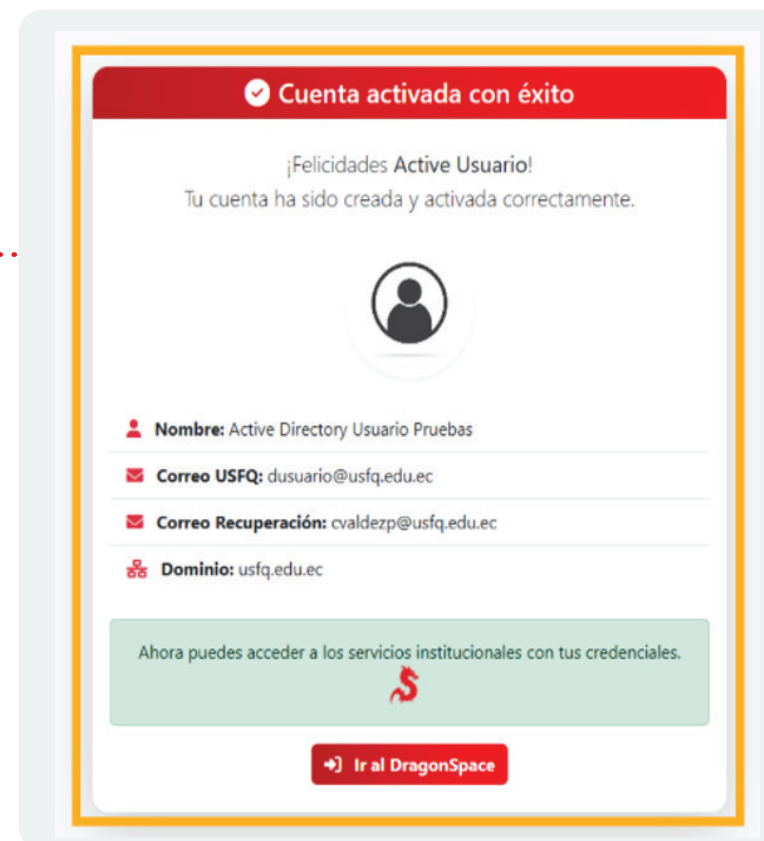 Cuenta activada con éxito
¡Felicidades Active Usuario!
Tu cuenta ha sido creada y activada correctamente.
Nombre: Active Directory Usuario Pruebas
Correo USFQ: dusuario@usfq.edu.ec
Correo Recuperación: cvaldezp@usfq.edu.ec
Dominio: usfq.edu.ec
Ahora puedes acceder a los servicios institucionales con tus credenciales.
Ir al DragonSpace